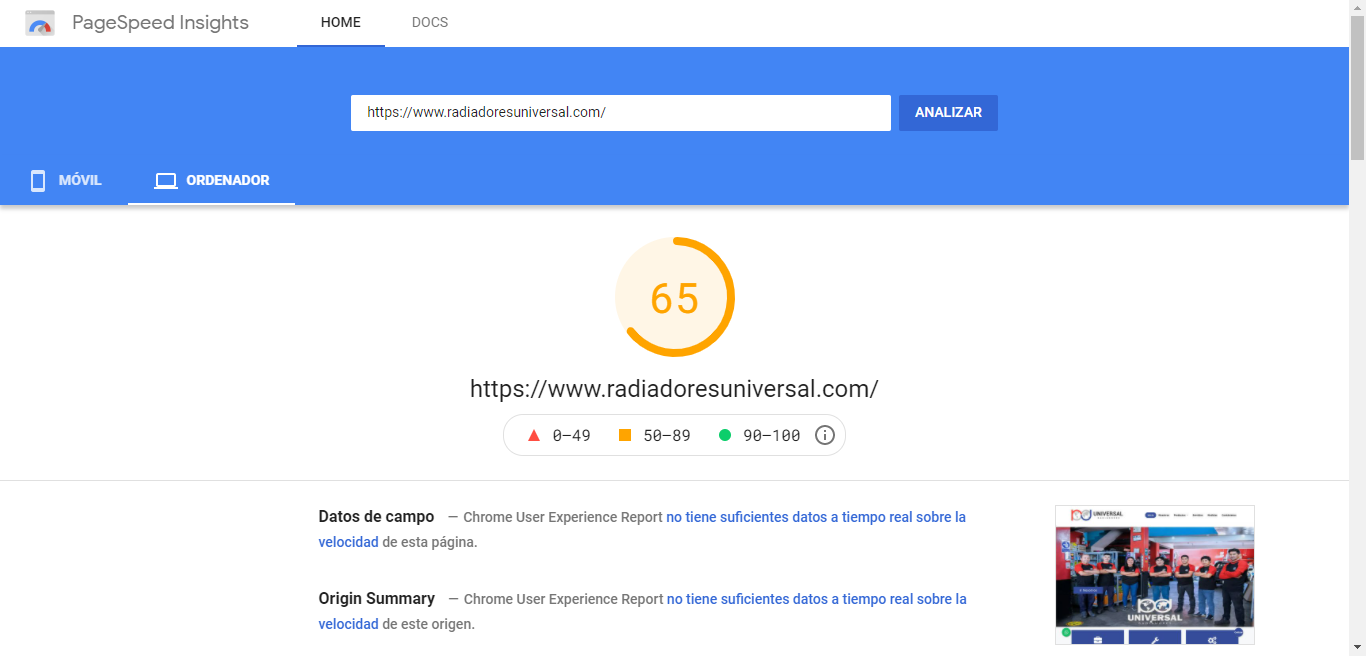 PageSpeed Insights HOME DOCS
https://www.radiadoresuniversal.com/ ANALIZAR
MÓVIL ORDENADOR
65
https://www.radiadoresuniversal.com/
0–49 50–89 90–100
Datos de campo — Chrome User Experience Report no tiene suficientes datos a tiempo real sobre la
velocidad de esta página.
Origin Summary — Chrome User Experience Report no tiene suficientes datos a tiempo real sobre la
velocidad de este origen.
UNIVERSAL
UNIVERSAL